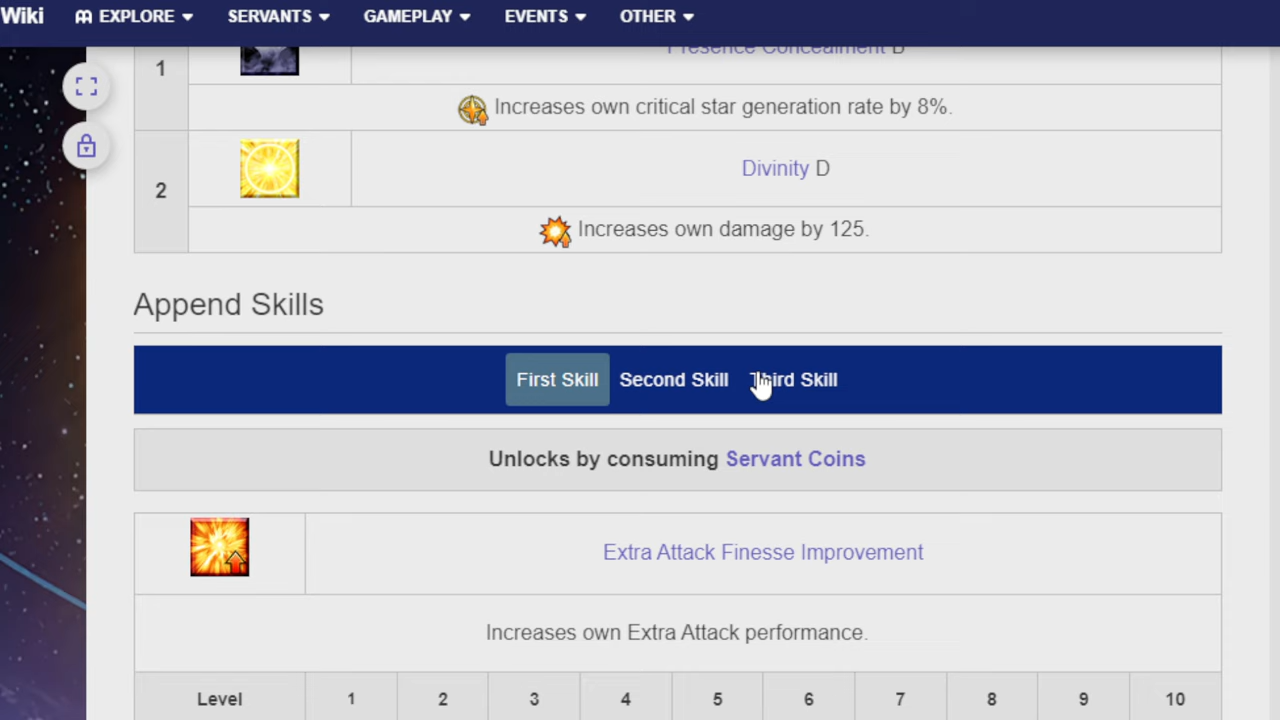 Wiki EXPLORE SERVANTS GAMEPLAY EVENTS OTHER
Presence Concealment D
1
Increases own critical star generation rate by 8%.
Divinity D
2
Increases own damage by 125.
Append Skills
First Skill Second Skill Third Skill
Unlocks by consuming Servant Coins
Extra Attack Finesse Improvement
Increases own Extra Attack performance.
Level 1 2 3 4 5 6 7 8 9 10